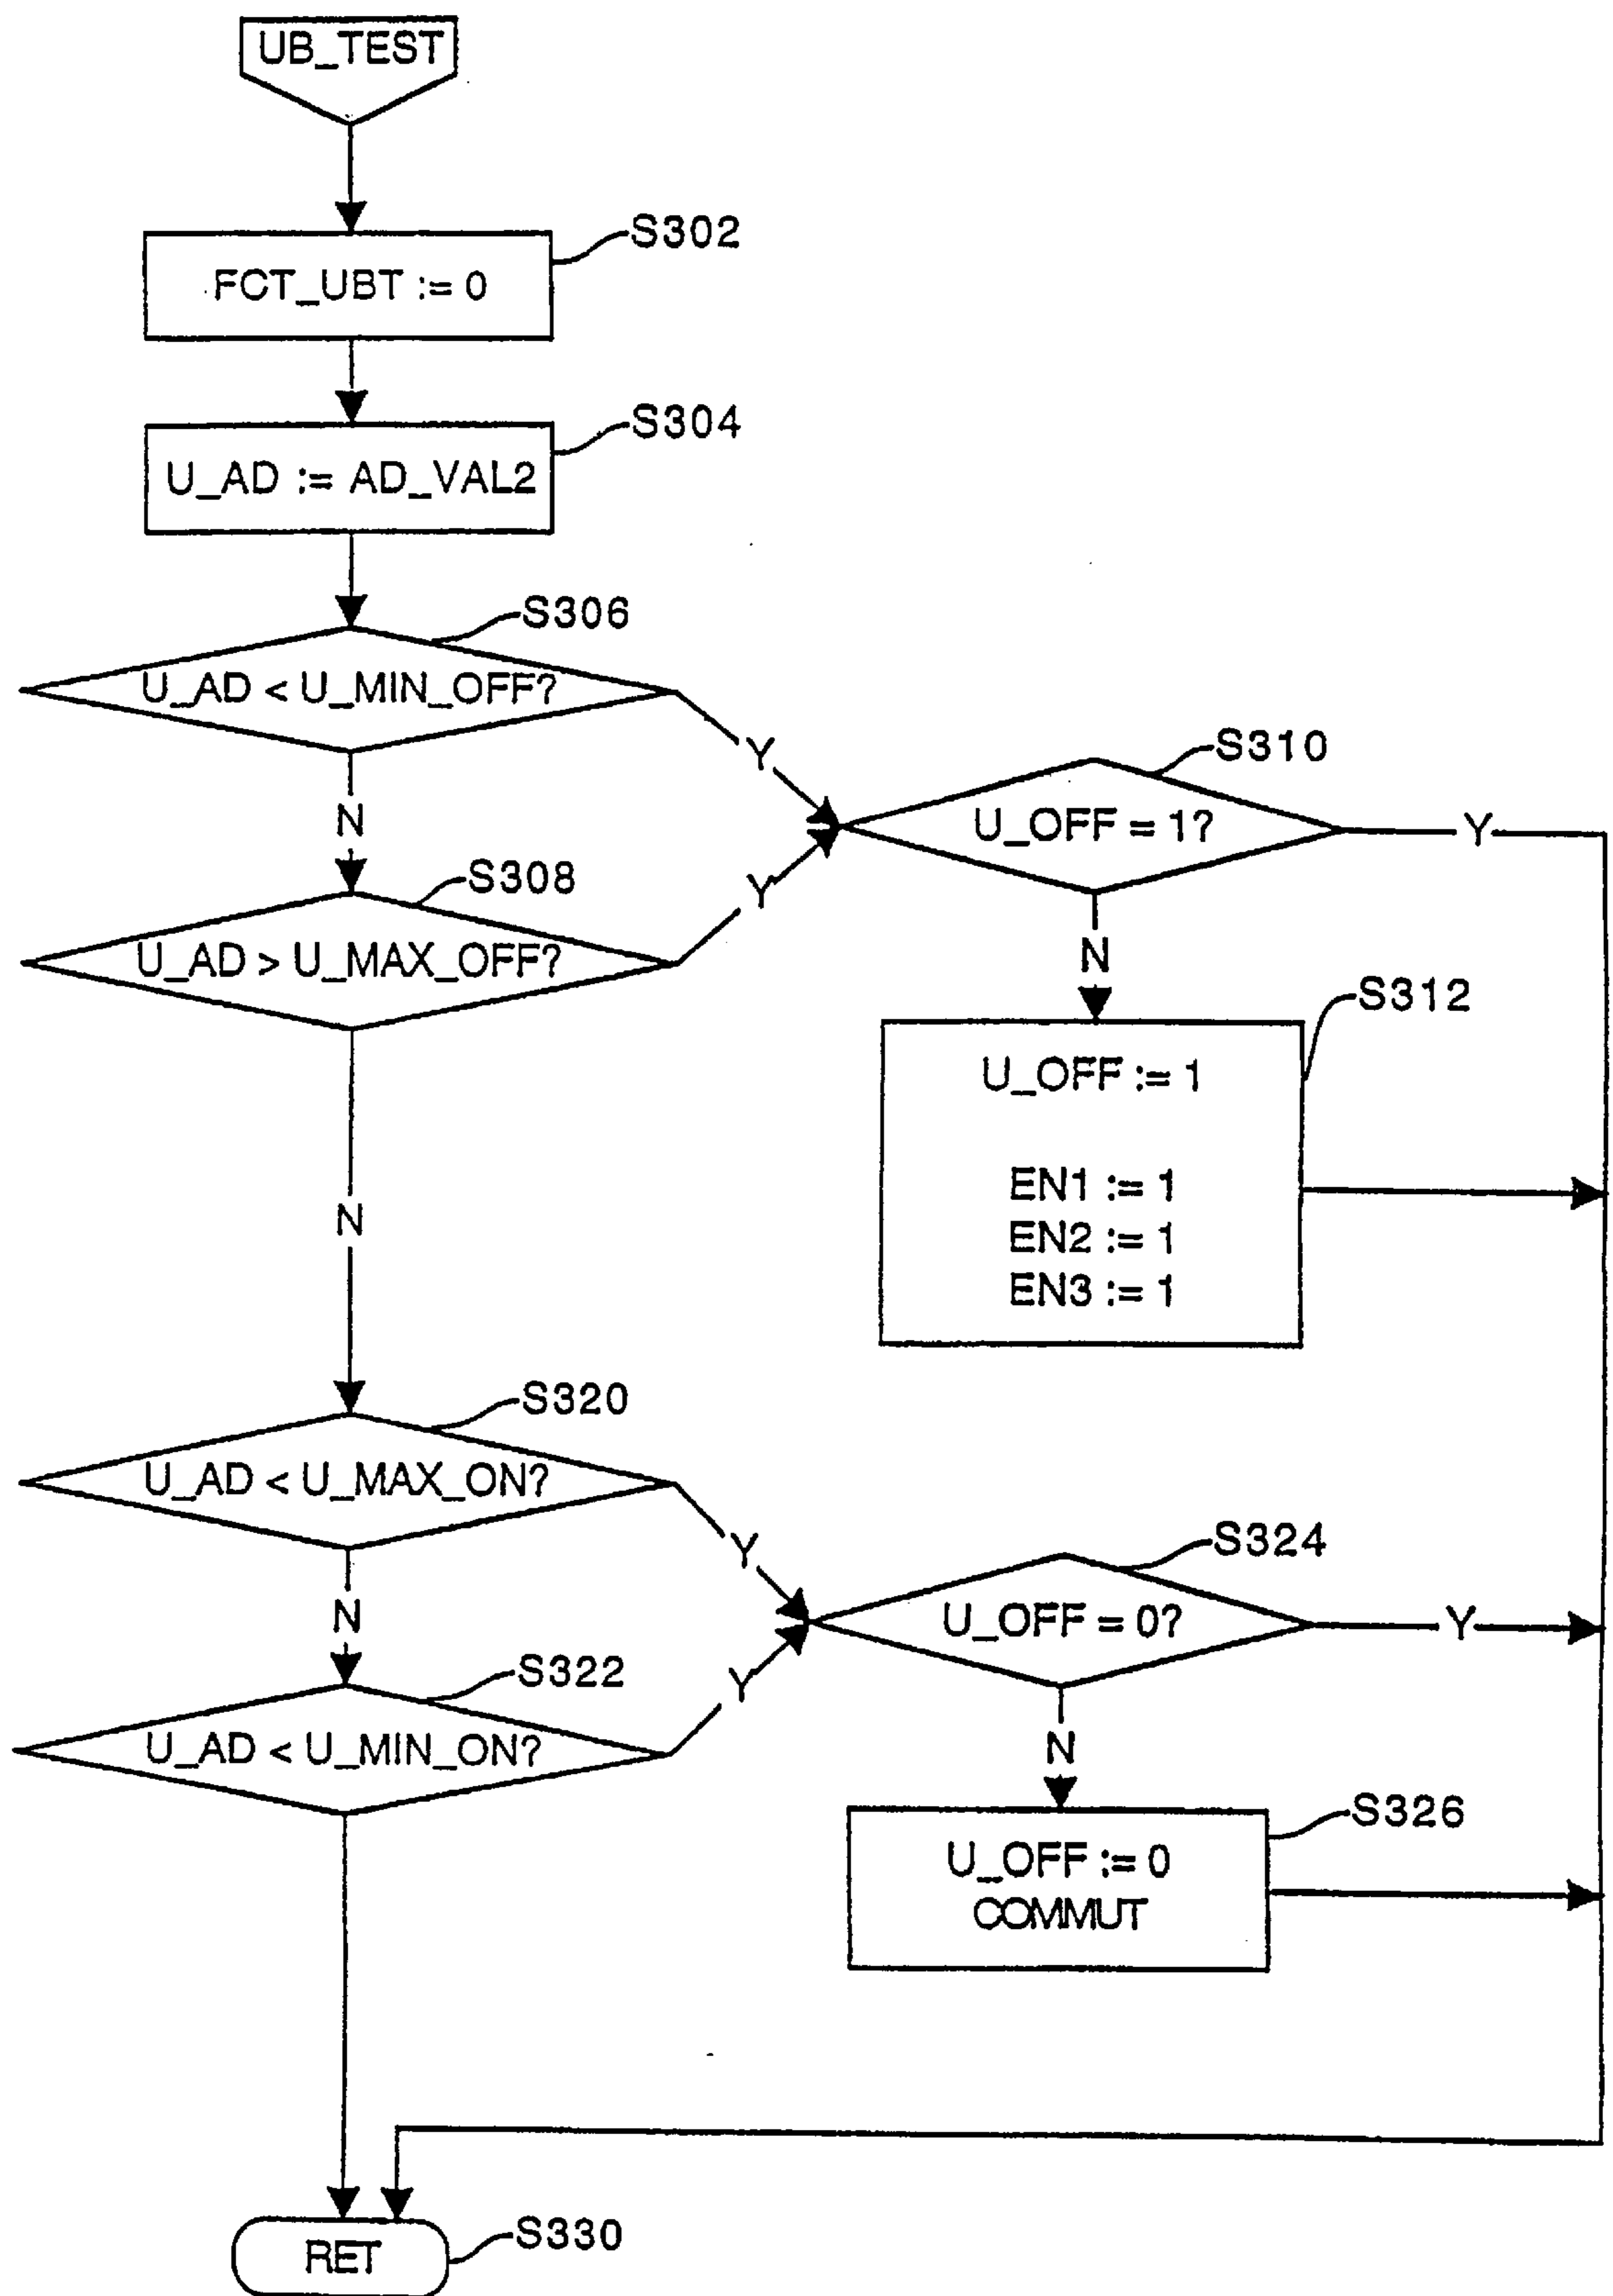 UB_TEST
S302
FCT_UBT := 0
S304
U_AD := AD_VAL2
S306
U_AD < U_MIN_OFF?
Y
N
S310
U_OFF = 1?
Y
S308
U_AD > U_MAX_OFF?
Y
N
S312
U_OFF := 1
EN1 := 1
EN2 := 1
EN3 := 1
N
S320
U_AD < U_MAX_ON?
Y
N
S324
U_OFF = 0?
Y
S322
U_AD < U_MIN_ON?
Y
N
S326
U_OFF := 0
COMMUT
RET
S330